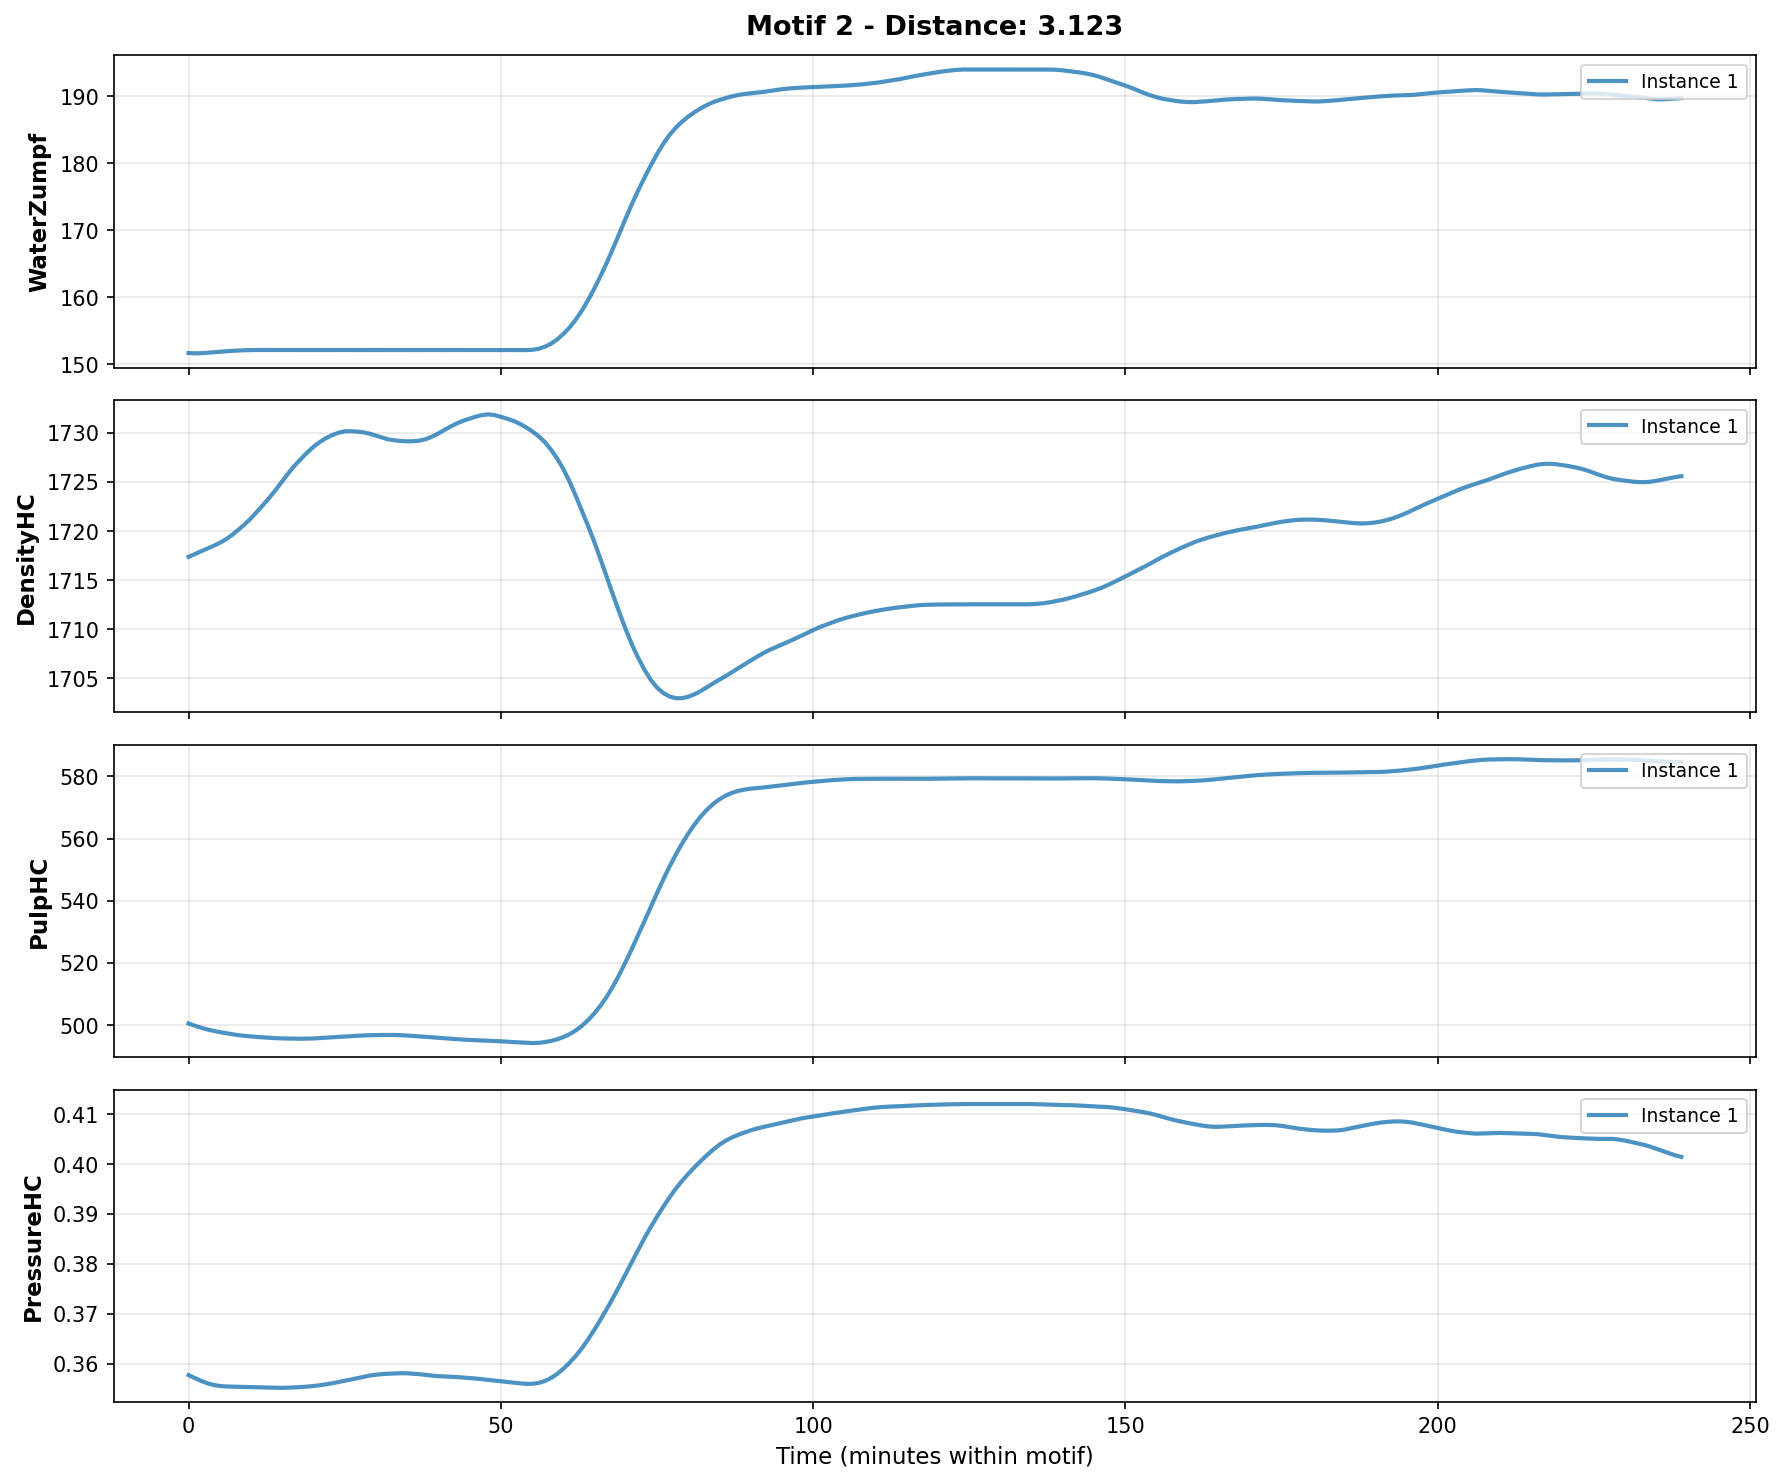 Motif 2 - Distance: 3.123
WaterZumpf
190
180
170
160
150
Instance 1
DensityHC
1730
1725
1720
1715
1710
1705
Instance 1
PulpHC
580
560
540
520
500
Instance 1
PressureHC
0.41
0.40
0.39
0.38
0.37
0.36
Instance 1
0 50 100 150 200 250
Time (minutes within motif)